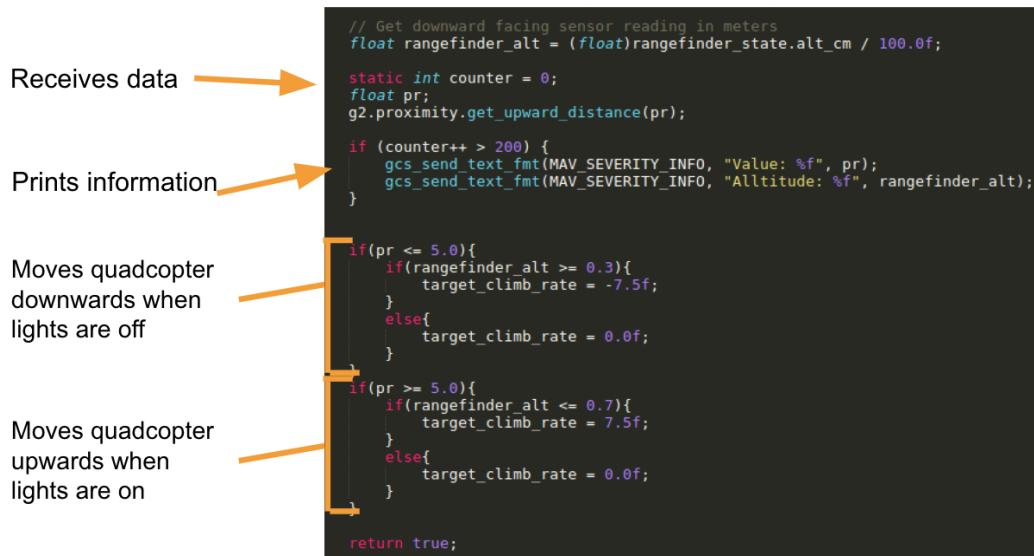 Receives data
Prints information
Moves quadcopter
downwards when
lights are off
Moves quadcopter
upwards when
lights are on
// Get downward facing sensor reading in meters
float rangefinder_alt = (float)rangefinder_state.alt_cm / 100.0f;
static int counter = 0;
float pr;
g2.proximity.get_upward_distance(pr);
if (counter++ > 200) {
gcs_send_text_fmt(MAV_SEVERITY_INFO, "Value: %f", pr);
gcs_send_text_fmt(MAV_SEVERITY_INFO, "Alltitude: %f", rangefinder_alt);
}
if(pr <= 5.0){
if(rangefinder_alt >= 0.3){
target_climb_rate = -7.5f;
}
else{
target_climb_rate = 0.0f;
}
}
if(pr >= 5.0){
if(rangefinder_alt <= 0.7){
target_climb_rate = 7.5f;
}
else{
target_climb_rate = 0.0f;
}
}
return true;